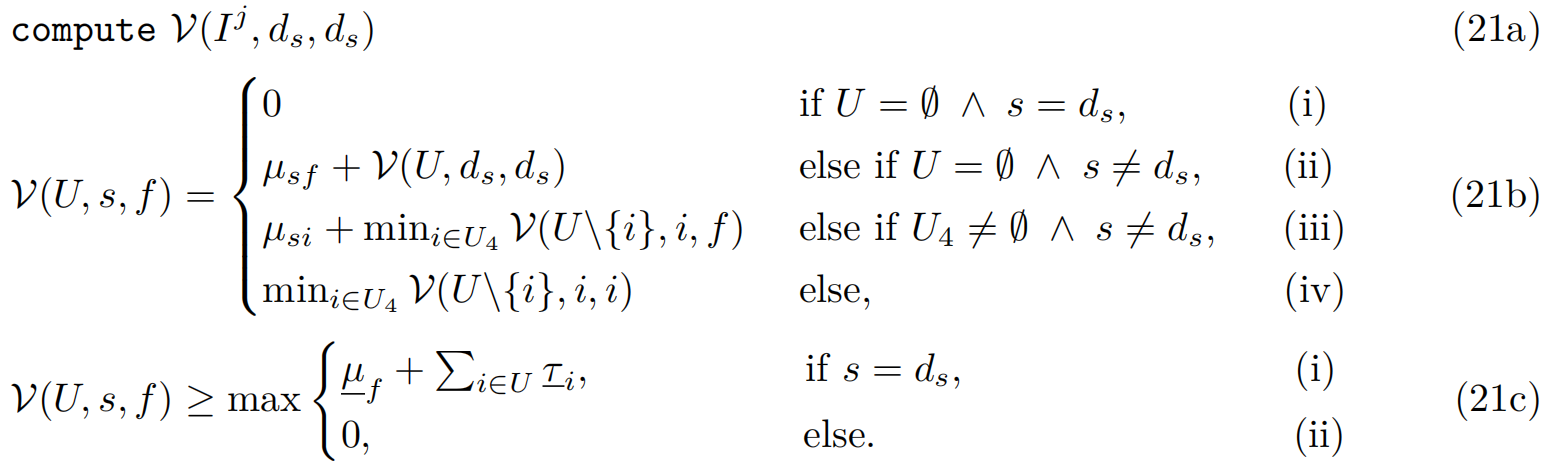 compute 𝒱(I^j, d_s, d_s) (21a)
𝒱(U, s, f) = { 0 if U = ∅ ∧ s = d_s, (i)
μ_{sf} + 𝒱(U, d_s, d_s) else if U = ∅ ∧ s ≠ d_s, (ii) (21b)
μ_{si} + min_{i∈U_4} 𝒱(U\{i}, i, f) else if U_4 ≠ ∅ ∧ s ≠ d_s, (iii)
min_{i∈U_4} 𝒱(U\{i}, i, i) else, (iv)
𝒱(U, s, f) ≥ max { \underline{μ}_f + ∑_{i∈U} \underline{τ}_i, if s = d_s, (i) (21c)
0, else. (ii)